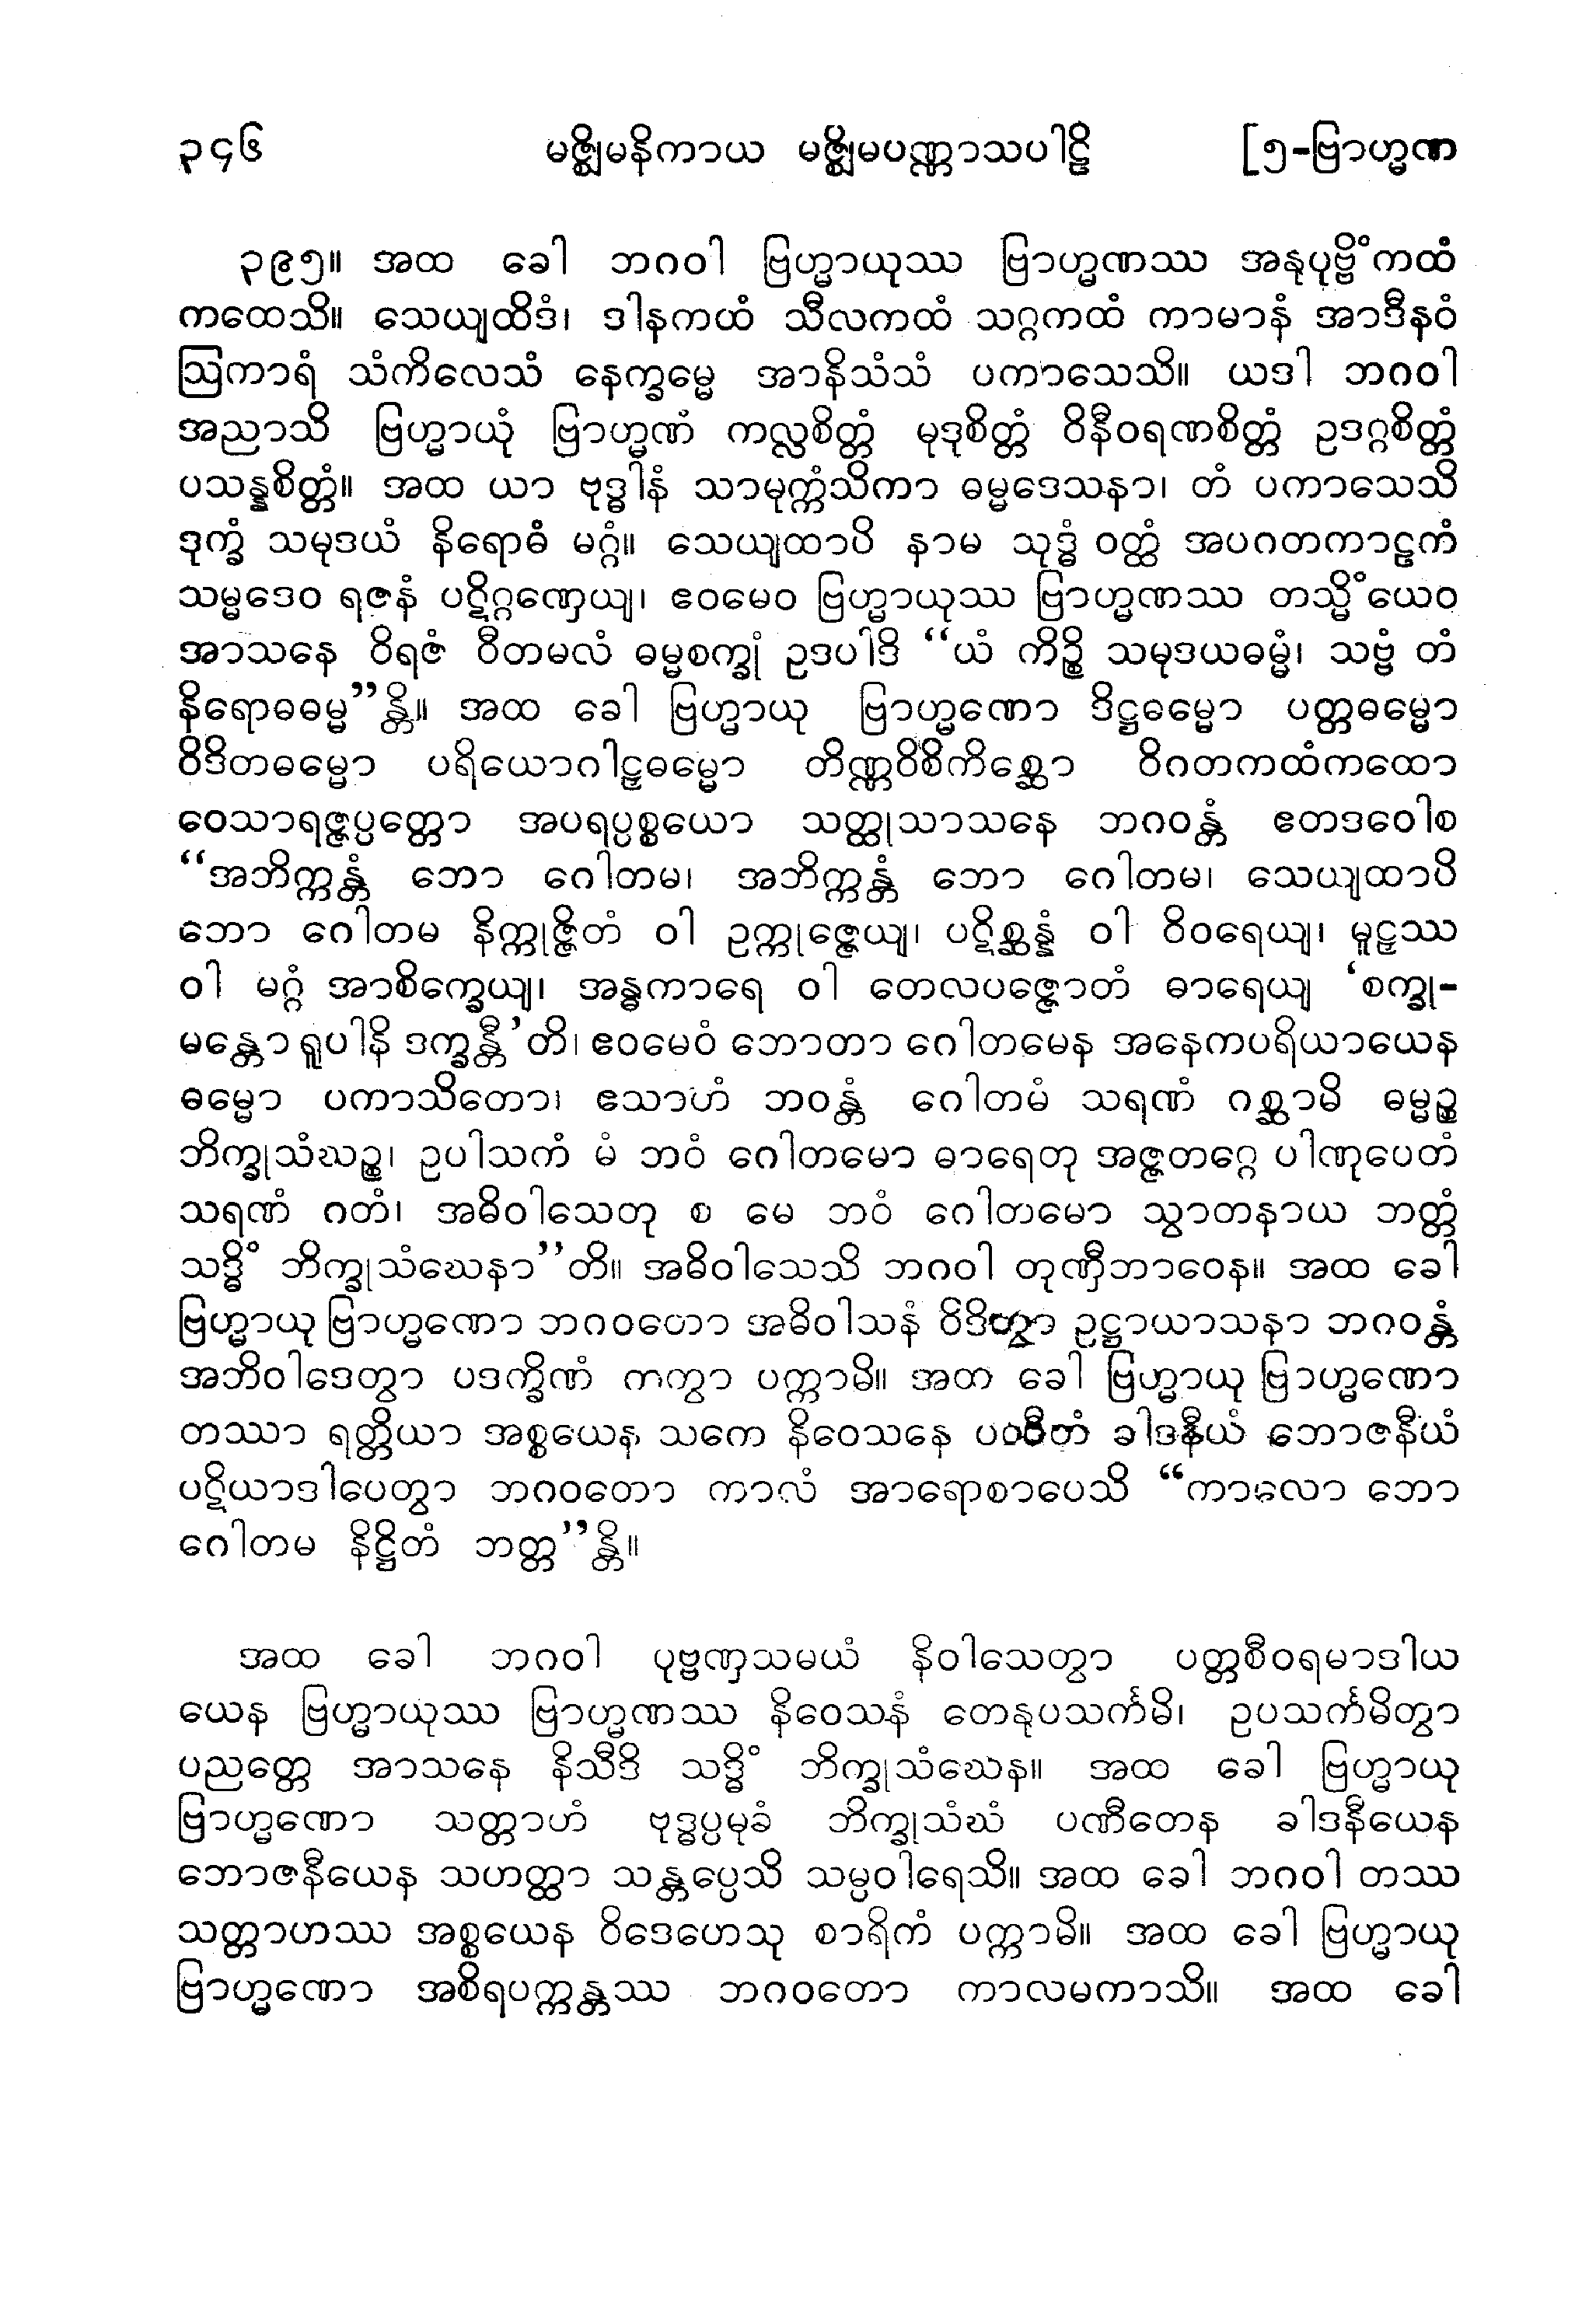 ၃၄၆ မဇ္ဈိမနိကာယ မဇ္ဈိမပဏ္ဏာသပါဠိ [၅-ဗြာဟ္မဏ
၃၉၅။ အထ ခေါ ဘဂဝါ ဗြဟ္မာယုဿ ဗြာဟ္မဏဿ အနုပုဗ္ဗိံကထံ
ကထေသိ။ သေယျထိဒံ၊ ဒါနကထံ သီလကထံ သဂ္ဂကထံ ကာမာနံ အာဒီနဝံ
ဩကာရံ သံကိလေသံ နေက္ခမ္မေ အာနိသံသံ ပကာသေသိ။ ယဒါ ဘဂဝါ
အညာသိ ဗြဟ္မာယုံ ဗြာဟ္မဏံ ကလ္လစိတ္တံ မုဒုစိတ္တံ ဝိနီဝရဏစိတ္တံ ဥဒဂ္ဂစိတ္တံ
ပသန္နစိတ္တံ။ အထ ယာ ဗုဒ္ဓါနံ သာမုက္ကံသိကာ ဓမ္မဒေသနာ၊ တံ ပကာသေသိ
ဒုက္ခံ သမုဒယံ နိရောဓံ မဂ္ဂံ။ သေယျထာပိ နာမ သုဒ္ဓံ ဝတ္ထံ အပဂတကာဠကံ
သမ္မဒေဝ ရဇနံ ပဋိဂ္ဂဏှေယျ၊ ဧဝမေဝ ဗြဟ္မာယုဿ ဗြာဟ္မဏဿ တသ္မိံယေဝ
အာသနေ ဝိရဇံ ဝီတမလံ ဓမ္မစက္ခုံ ဥဒပါဒိ “ယံ ကိဉ္စိ သမုဒယဓမ္မံ၊ သဗ္ဗံ တံ
နိရောဓဓမ္မ”န္တိ။ အထ ခေါ ဗြဟ္မာယု ဗြာဟ္မဏော ဒိဋ္ဌဓမ္မော ပတ္တဓမ္မော
ဝိဒိတဓမ္မော ပရိယောဂါဠှဓမ္မော တိဏ္ဏဝိစိကိစ္ဆော ဝိဂတကထံကထော
ဝေသာရဇ္ဇပ္ပတ္တော အပရပ္ပစ္စယော သတ္ထုသာသနေ ဘဂဝန္တံ ဧတဒဝေါစ
“အဘိက္ကန္တံ ဘော ဂေါတမ၊ အဘိက္ကန္တံ ဘော ဂေါတမ၊ သေယျထာပိ
ဘော ဂေါတမ နိက္ကုဇ္ဇိတံ ဝါ ဥက္ကုဇ္ဇေယျ၊ ပဋိစ္ဆန္နံ ဝါ ဝိဝရေယျ၊ မူဠှဿ
ဝါ မဂ္ဂံ အာစိက္ခေယျ၊ အန္ဓကာရေ ဝါ တေလပဇ္ဇောတံ ဓာရေယျ ‘စက္ခု-
မန္တော ရူပါနိ ဒက္ခန္တီ’တိ၊ ဧဝမေဝံ ဘောတာ ဂေါတမေန အနေကပရိယာယေန
ဓမ္မော ပကာသိတော၊ ဧသာဟံ ဘဝန္တံ ဂေါတမံ သရဏံ ဂစ္ဆာမိ ဓမ္မဉ္စ
ဘိက္ခုသံဃဉ္စ၊ ဥပါသကံ မံ ဘဝံ ဂေါတမော ဓာရေတု အဇ္ဇတဂ္ဂေ ပါဏုပေတံ
သရဏံ ဂတံ၊ အဓိဝါသေတု စ မေ ဘဝံ ဂေါတမော သွာတနာယ ဘတ္တံ
သဒ္ဓိံ ဘိက္ခုသံဃေနာ”တိ။ အဓိဝါသေသိ ဘဂဝါ တုဏှီဘာဝေန။ အထ ခေါ
ဗြဟ္မာယု ဗြာဟ္မဏော ဘဂဝတော အဓိဝါသနံ ဝိဒိတွာ ဥဋ္ဌာယာသနာ ဘဂဝန္တံ
အဘိဝါဒေတွာ ပဒက္ခိဏံ ကတွာ ပက္ကာမိ။ အထ ခေါ ဗြဟ္မာယု ဗြာဟ္မဏော
တဿာ ရတ္တိယာ အစ္စယေန သကေ နိဝေသနေ ပဏီတံ ခါဒနီယံ ဘောဇနီယံ
ပဋိယာဒါပေတွာ ဘဂဝတော ကာလံ အာရောစာပေသိ “ကာလော ဘော
ဂေါတမ နိဋ္ဌိတံ ဘတ္တ”န္တိ။
အထ ခေါ ဘဂဝါ ပုဗ္ဗဏှသမယံ နိဝါသေတွာ ပတ္တစီဝရမာဒါယ
ယေန ဗြဟ္မာယုဿ ဗြာဟ္မဏဿ နိဝေသနံ တေနုပသင်္ကမိ၊ ဥပသင်္ကမိတွာ
ပညတ္တေ အာသနေ နိသီဒိ သဒ္ဓိံ ဘိက္ခုသံဃေန။ အထ ခေါ ဗြဟ္မာယု
ဗြာဟ္မဏော သတ္တာဟံ ဗုဒ္ဓပ္ပမုခံ ဘိက္ခုသံဃံ ပဏီတေန ခါဒနီယေန
ဘောဇနီယေန သဟတ္ထာ သန္တပ္ပေသိ သမ္ပဝါရေသိ။ အထ ခေါ ဘဂဝါ တဿ
သတ္တာဟဿ အစ္စယေန ဝိဒေဟေသု စာရိကံ ပက္ကာမိ။ အထ ခေါ ဗြဟ္မာယု
ဗြာဟ္မဏော အစိရပက္ကန္တဿ ဘဂဝတော ကာလမကာသိ။ အထ ခေါ